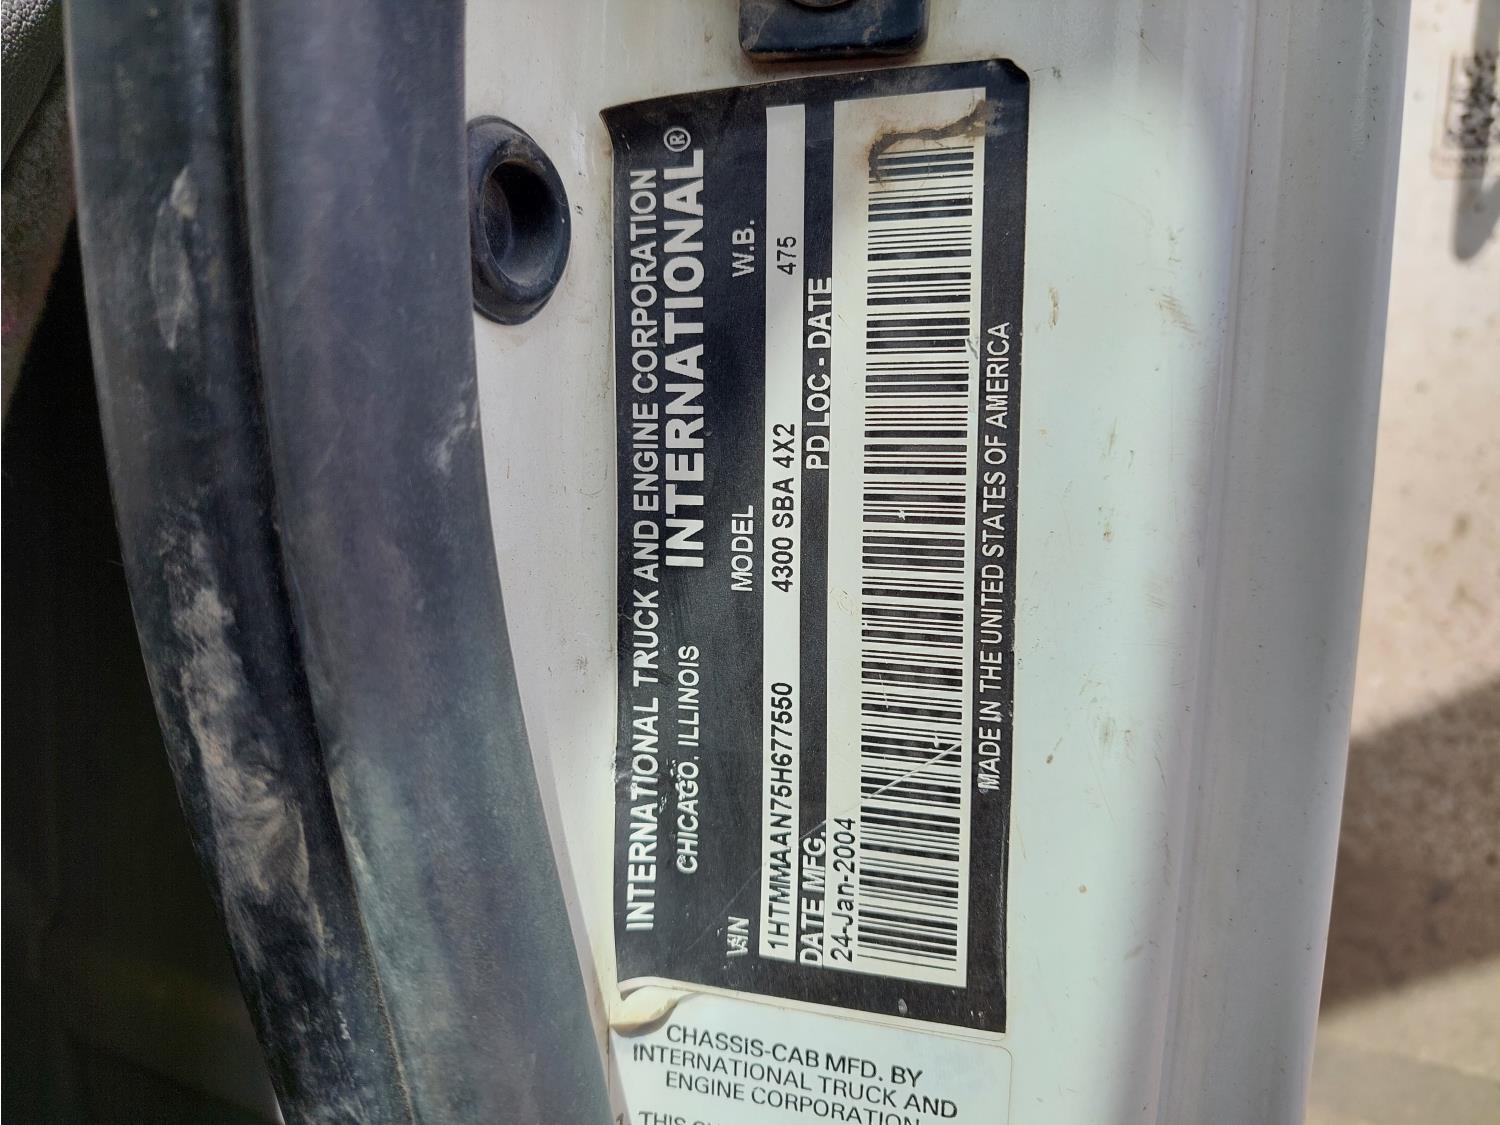 INTERNATIONAL TRUCK AND ENGINE CORPORATION
CHICAGO, ILLINOIS INTERNATIONAL®
VIN MODEL W.B.
1HTMMAAN75H677550 4300 SBA 4X2 475
DATE MFG. PD LOC - DATE
24-Jan-2004
MADE IN THE UNITED STATES OF AMERICA
CHASSIS-CAB MFD. BY
INTERNATIONAL TRUCK AND
ENGINE CORPORATION
THIS